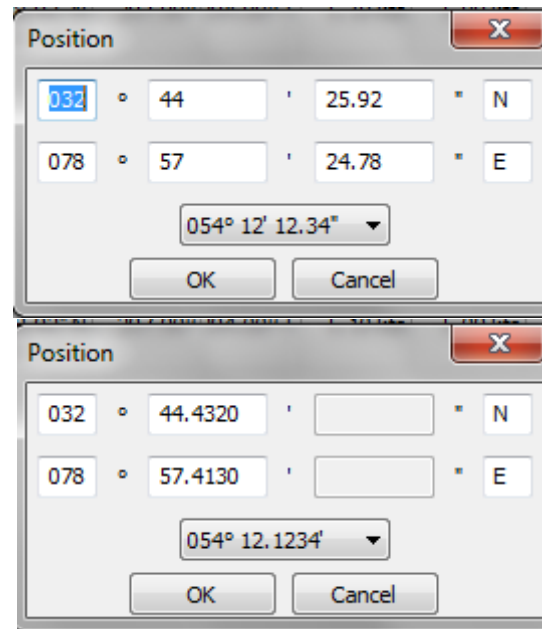 Position
032 ° 44 ' 25.92 " N
078 ° 57 ' 24.78 " E
054° 12' 12.34"
OK Cancel
Position
032 ° 44.4320 ' " N
078 ° 57.4130 ' " E
054° 12.1234'
OK Cancel